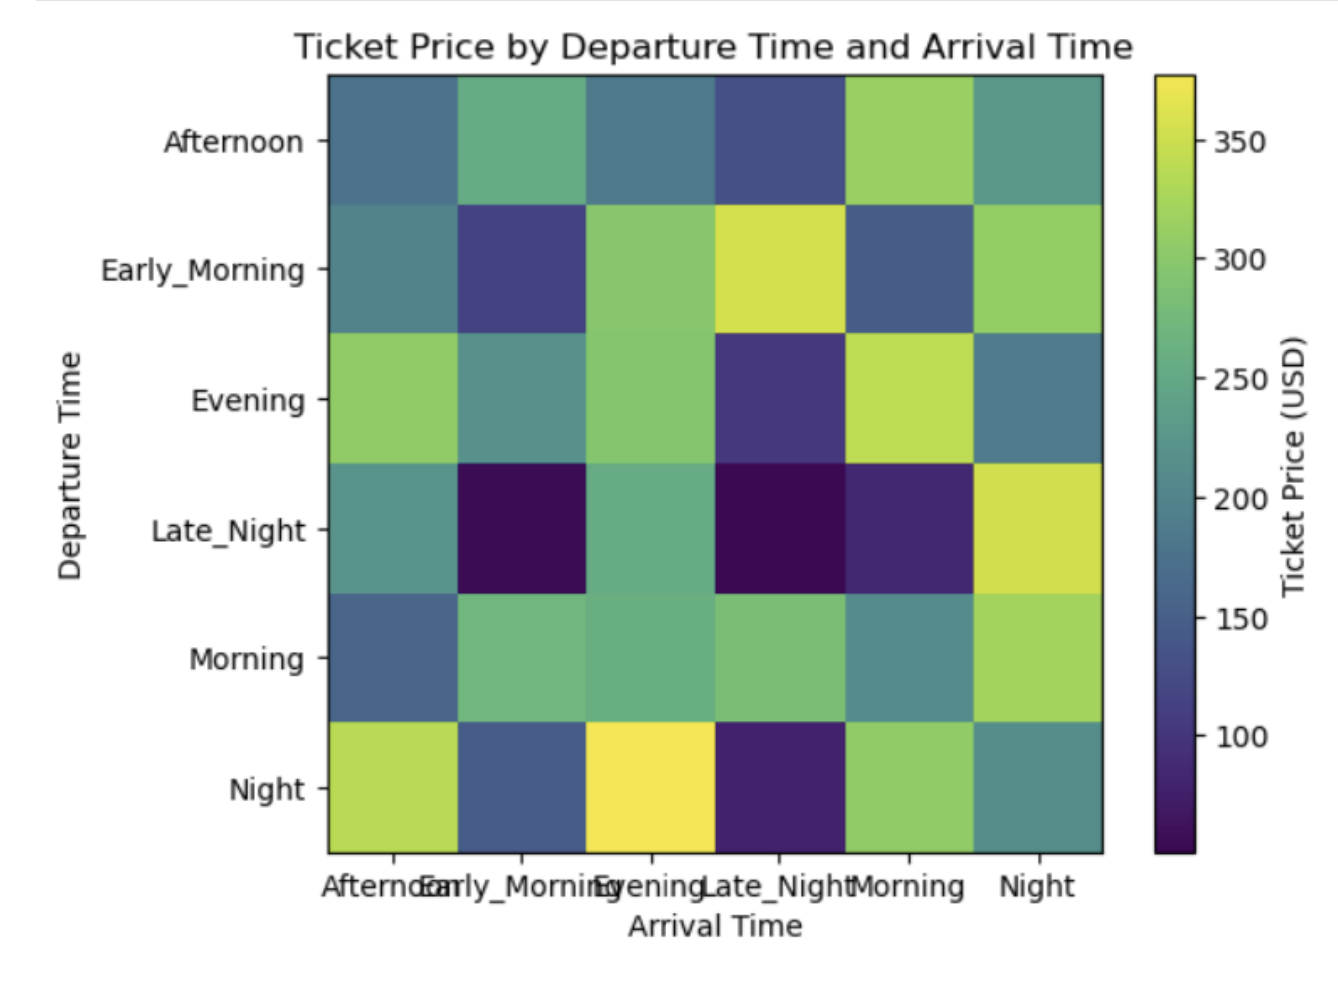 Ticket Price by Departure Time and Arrival Time
Afternoon
Early_Morning
Evening
Late_Night
Morning
Night
Departure Time
Afternoon Early_Morning Evening Late_Night Morning Night
Arrival Time
350
300
250
200
150
100
Ticket Price (USD)